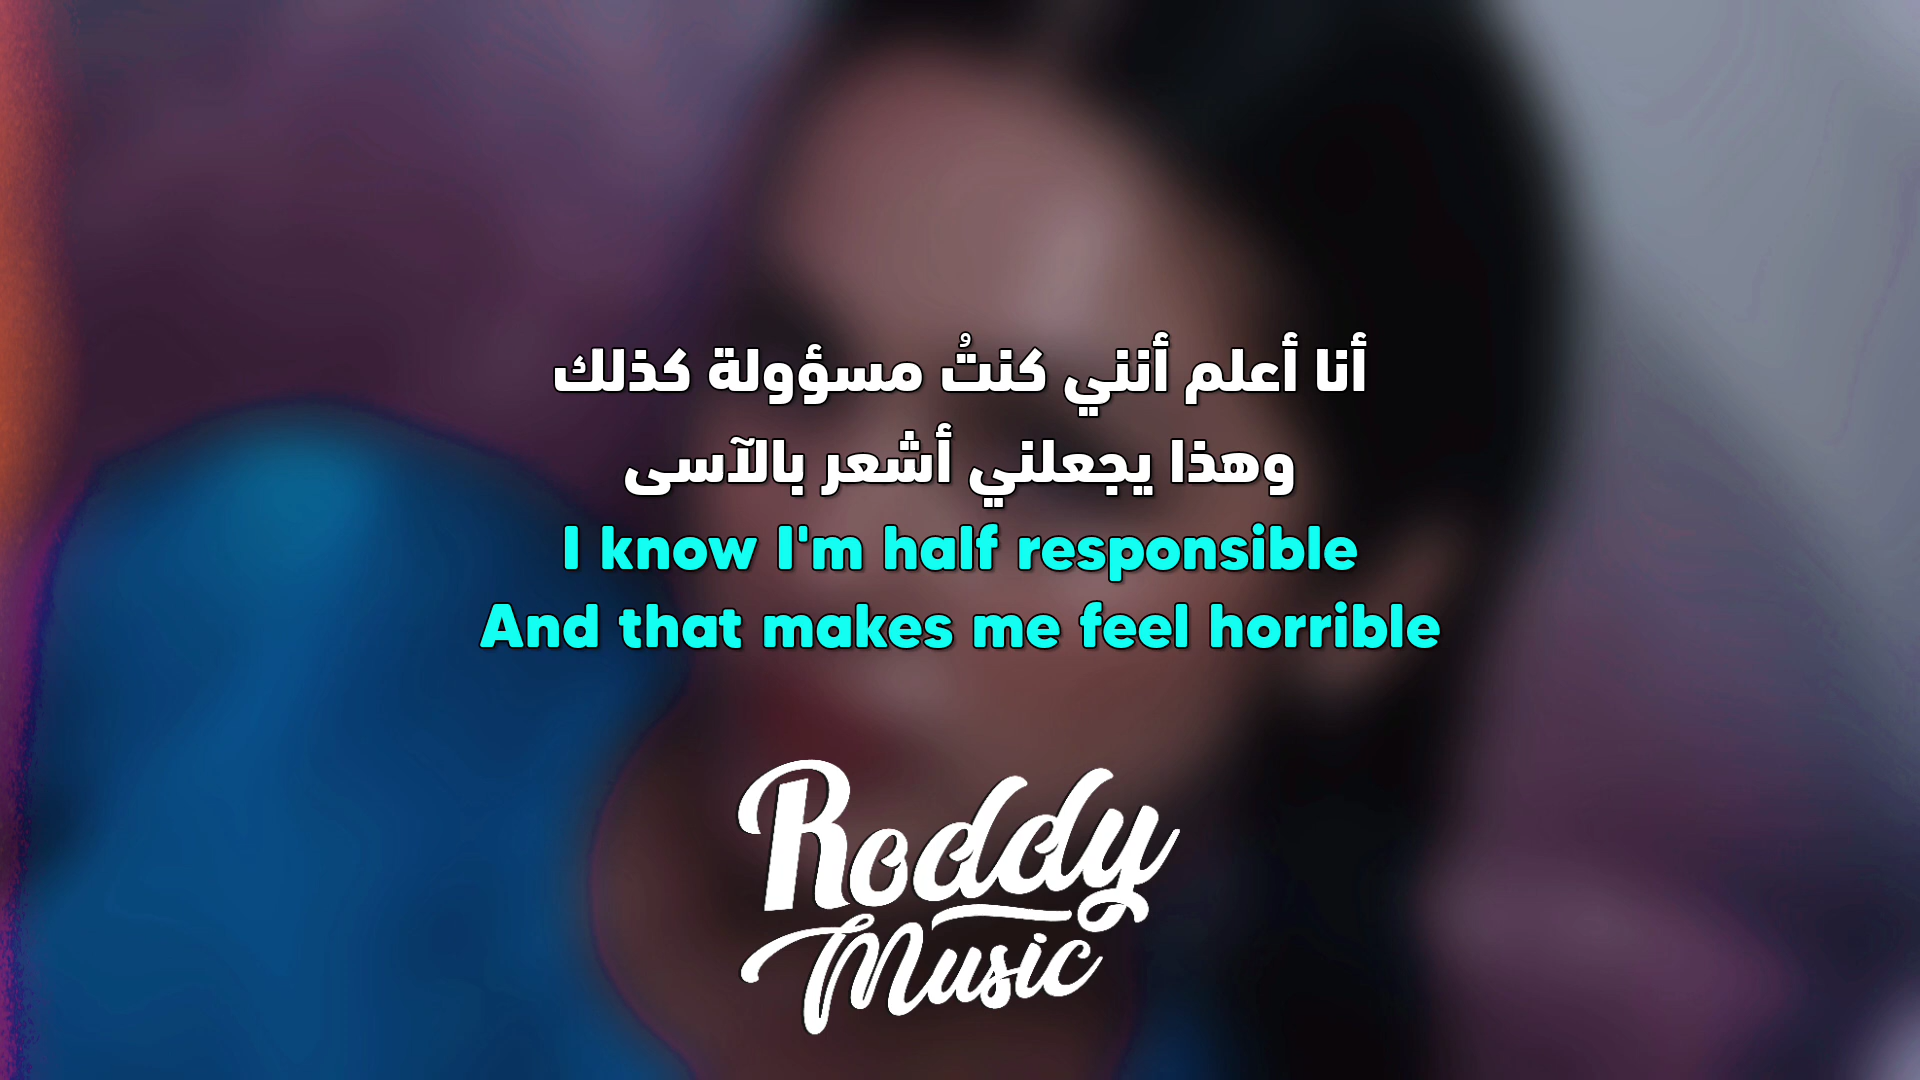 أنا أعلم أنني كنتُ مسؤولة كذلك
وهذا يجعلني أشعر بالآسى
I know I'm half responsible
And that makes me feel horrible
Roddy
Music